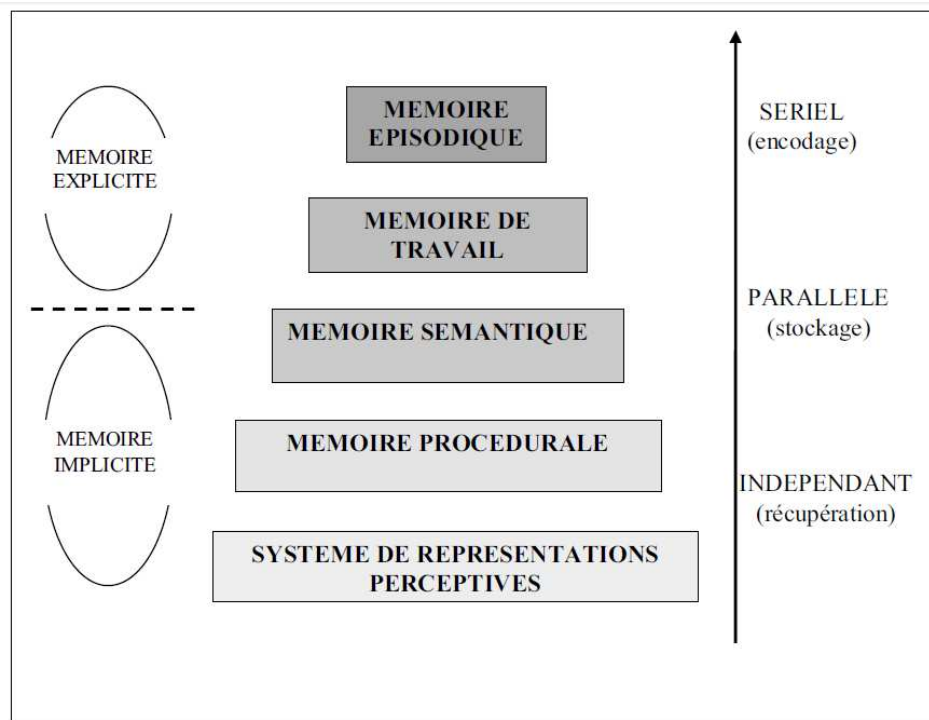 MEMOIRE
EPISODIQUE
SERIEL
(encodage)
MEMOIRE
EXPLICITE
MEMOIRE DE
TRAVAIL
PARALLELE
(stockage)
MEMOIRE SEMANTIQUE
MEMOIRE
IMPLICITE
MEMOIRE PROCEDURALE
INDEPENDANT
(récupération)
SYSTEME DE REPRESENTATIONS
PERCEPTIVES